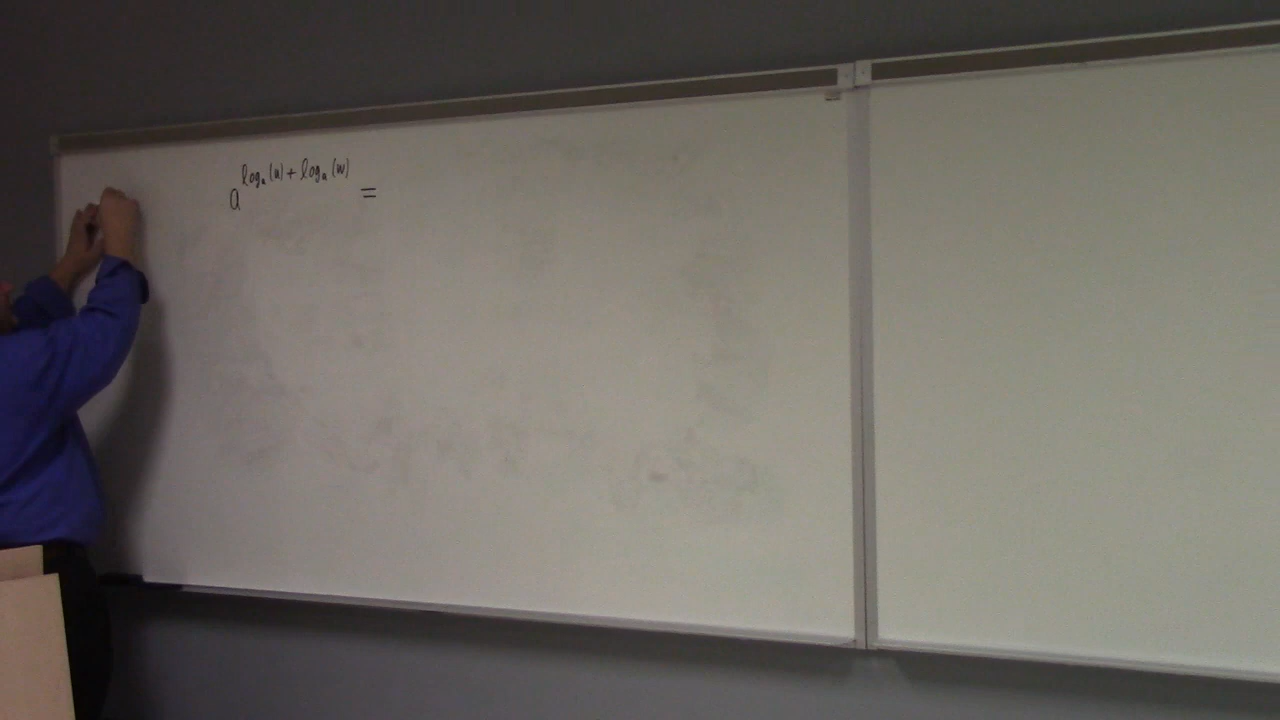 a^{log_a(u) + log_a(w)} =